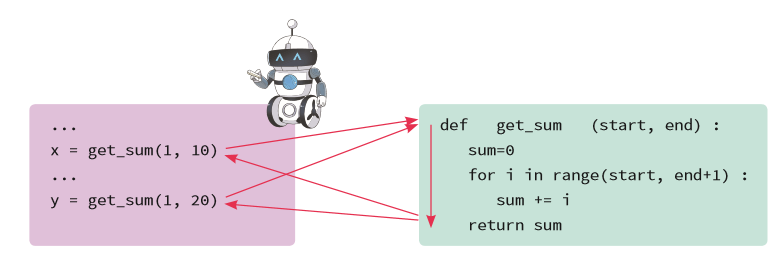 ...
x = get_sum(1, 10)
...
y = get_sum(1, 20)
def get_sum (start, end) :
sum=0
for i in range(start, end+1) :
sum += i
return sum